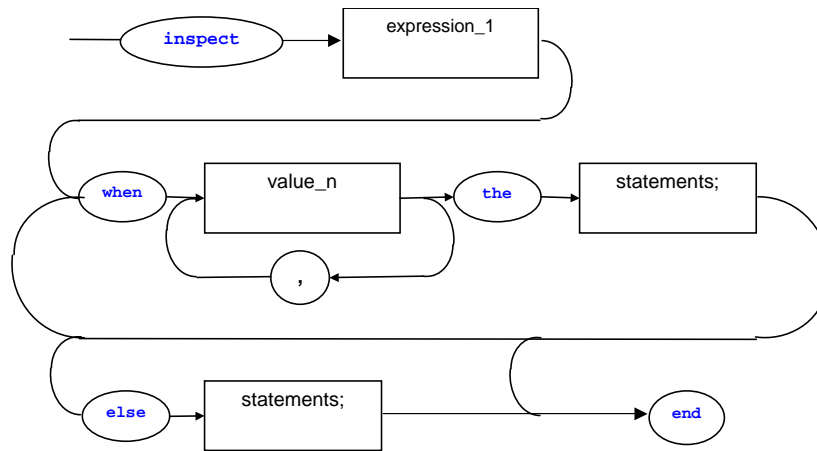 inspect
expression_1
when
value_n
the
statements;
,
else
statements;
end